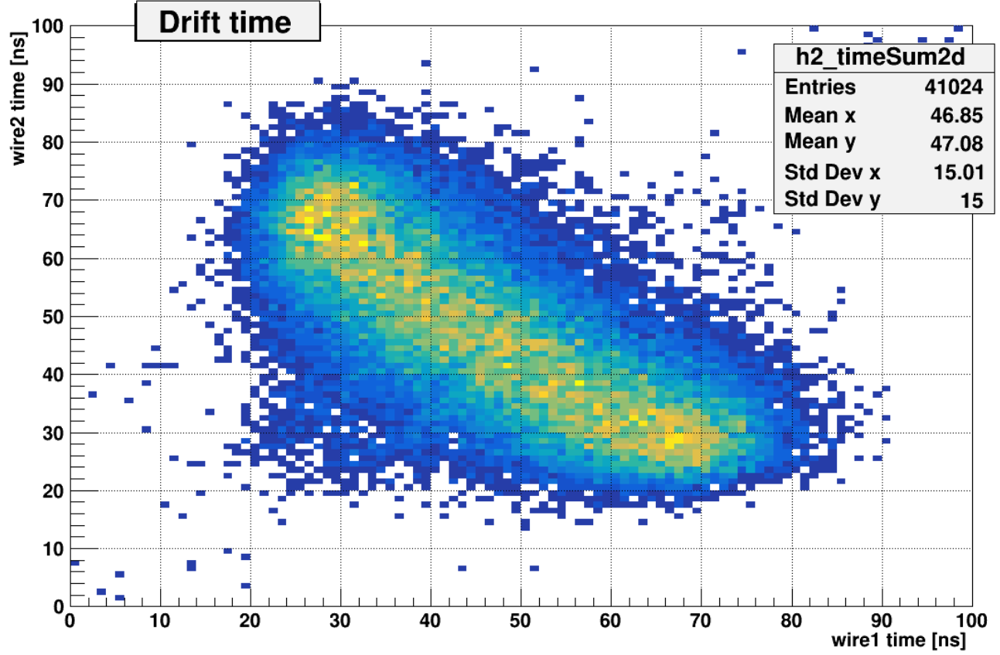 Drift time
wire2 time [ns]
100
90
80
70
60
50
40
30
20
10
0
h2_timeSum2d
Entries 41024
Mean x 46.85
Mean y 47.08
Std Dev x 15.01
Std Dev y 15
0 10 20 30 40 50 60 70 80 90 100
wire1 time [ns]